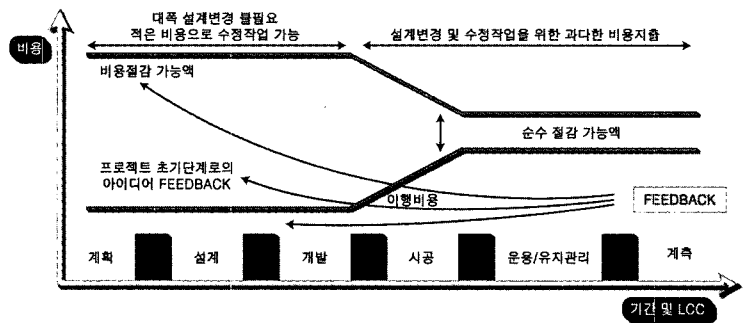 대폭 설계변경 불필요
적은 비용으로 수정작업 가능
설계변경 및 수정작업을 위한 과다한 비용지출
비용
비용절감 가능액
순수 절감 가능액
프로젝트 초기단계로의
아이디어 FEEDBACK
이행비용
FEEDBACK
계획
설계
개발
시공
운용/유지관리
계측
기간 및 LCC